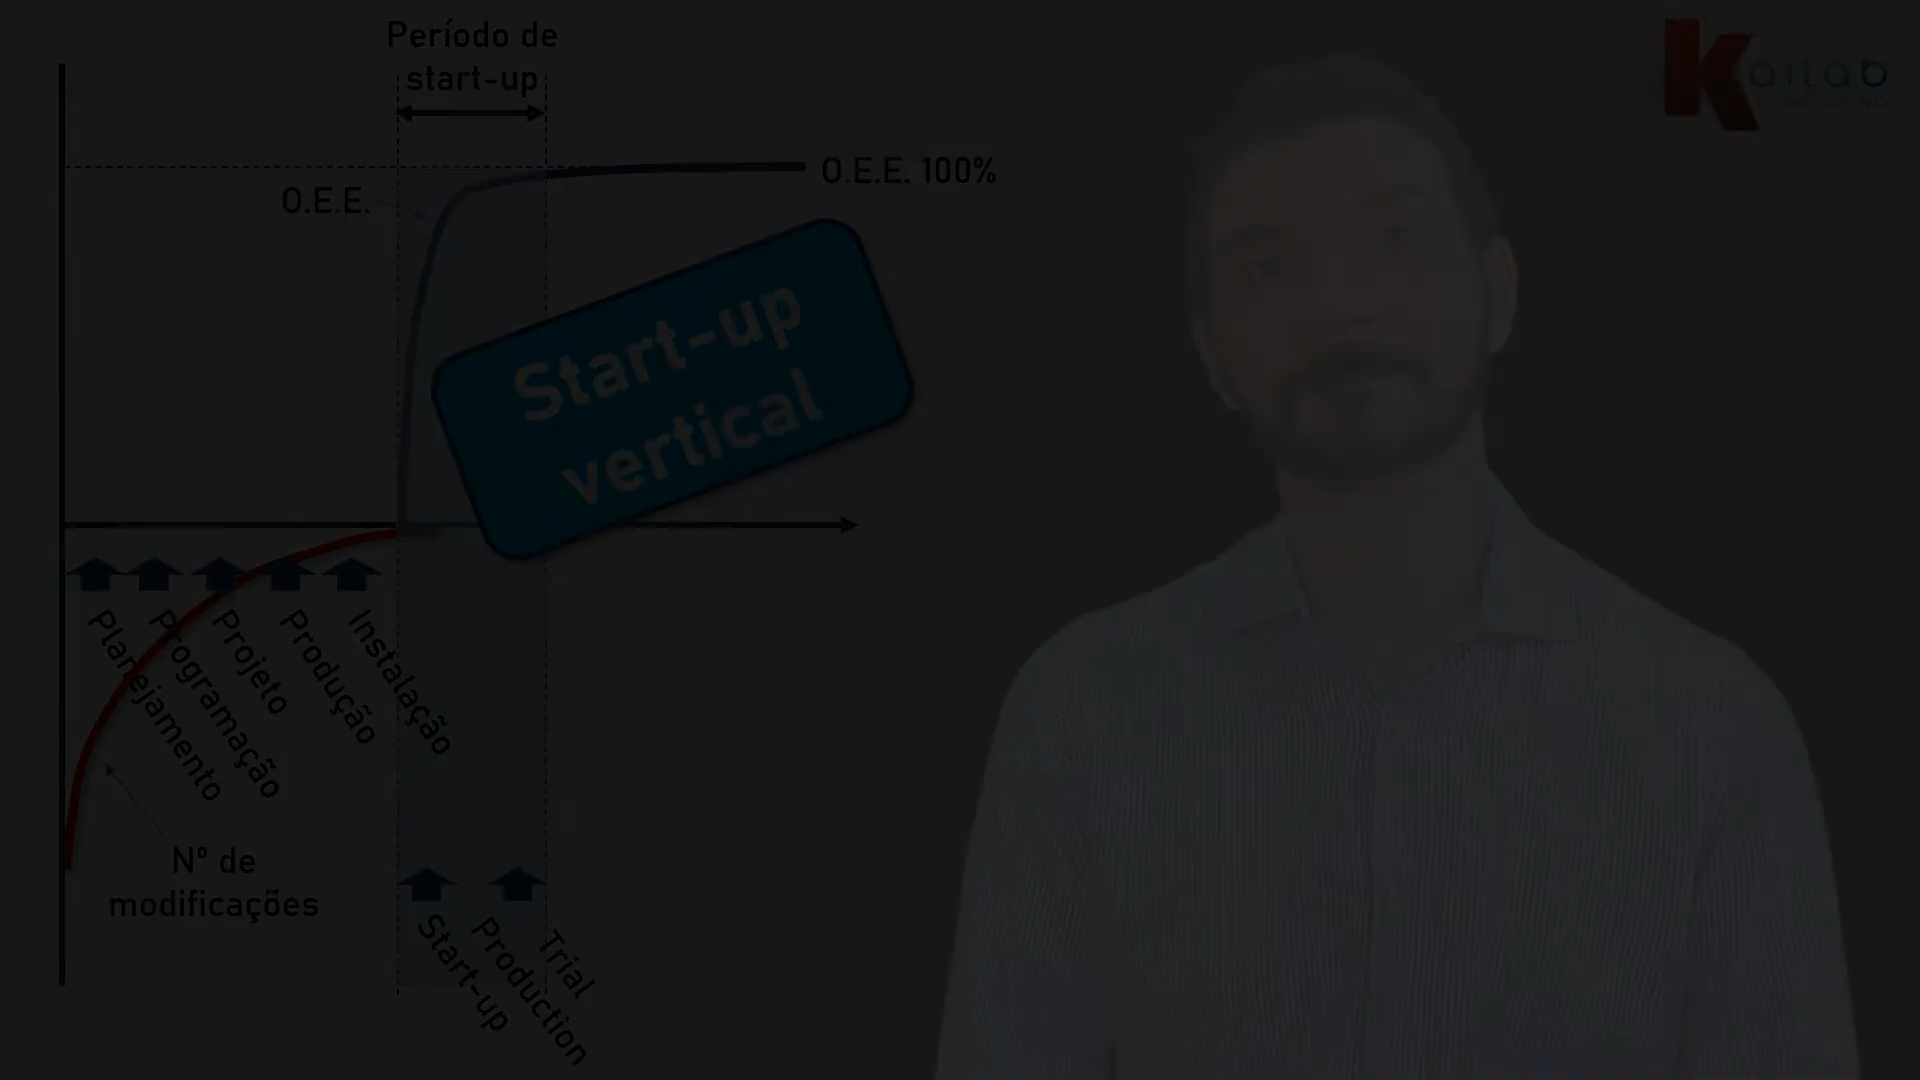 Período de
start-up
Kailab
O.E.E. 100%
O.E.E.
Start-up
vertical
Planejamento
Programação
Projeto
Produção
Instalação
Nº de
modificações
Start-up
Trial
Production